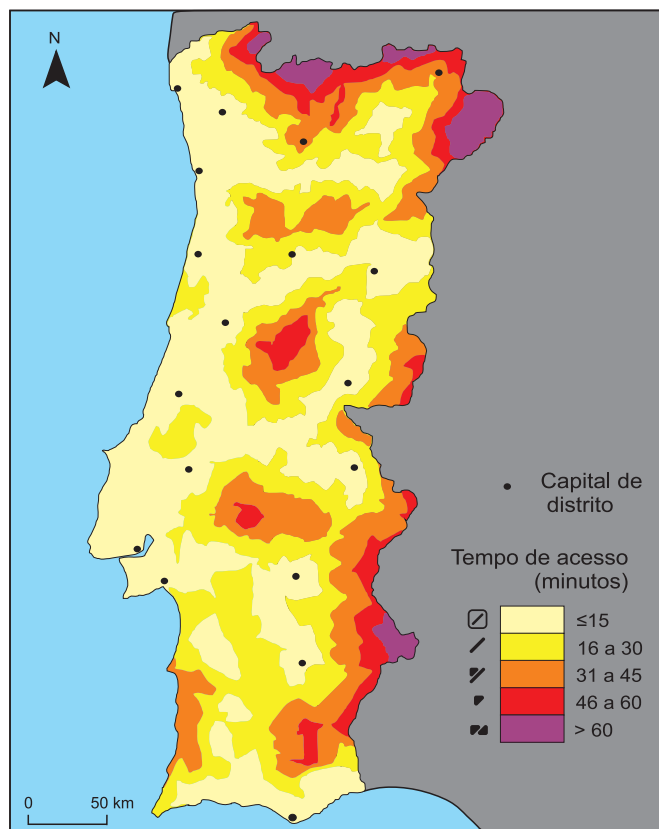 N
Capital de
distrito
Tempo de acesso
(minutos)
≤15
16 a 30
31 a 45
46 a 60
> 60
0 50 km